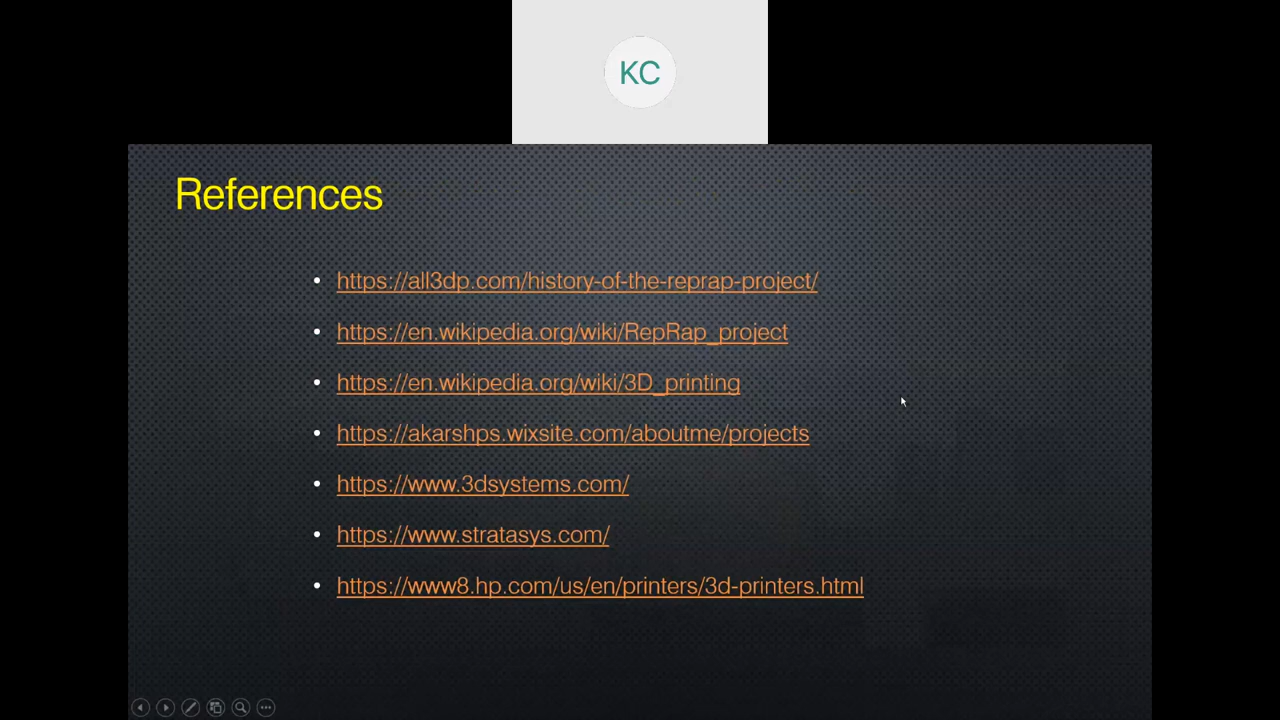 KC
References
• https://all3dp.com/history-of-the-reprap-project/
• https://en.wikipedia.org/wiki/RepRap_project
• https://en.wikipedia.org/wiki/3D_printing
• https://akarshps.wixsite.com/aboutme/projects
• https://www.3dsystems.com/
• https://www.stratasys.com/
• https://www8.hp.com/us/en/printers/3d-printers.html